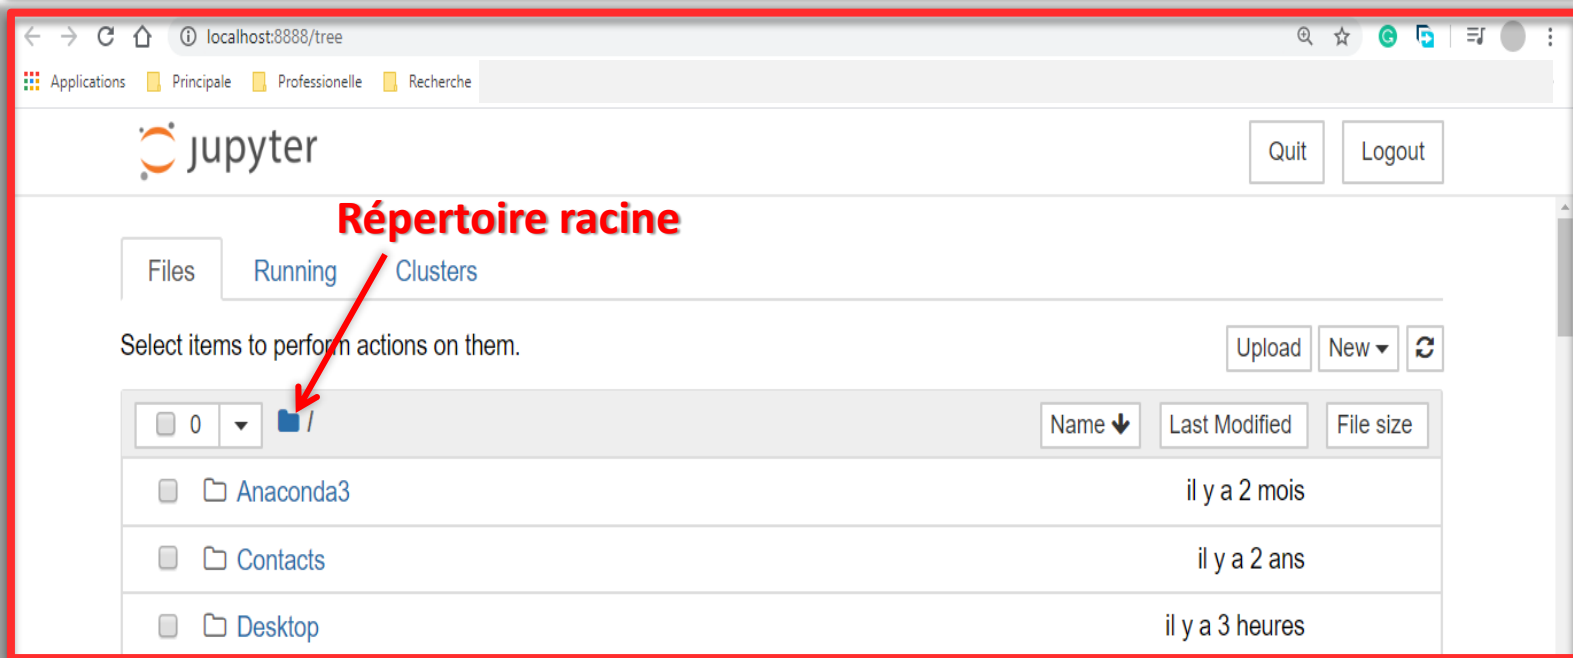 localhost:8888/tree
Applications Principale Professionelle Recherche
jupyter
Quit Logout
Répertoire racine
Files Running Clusters
Select items to perform actions on them.
Upload New
0 / Name Last Modified File size
Anaconda3 il y a 2 mois
Contacts il y a 2 ans
Desktop il y a 3 heures